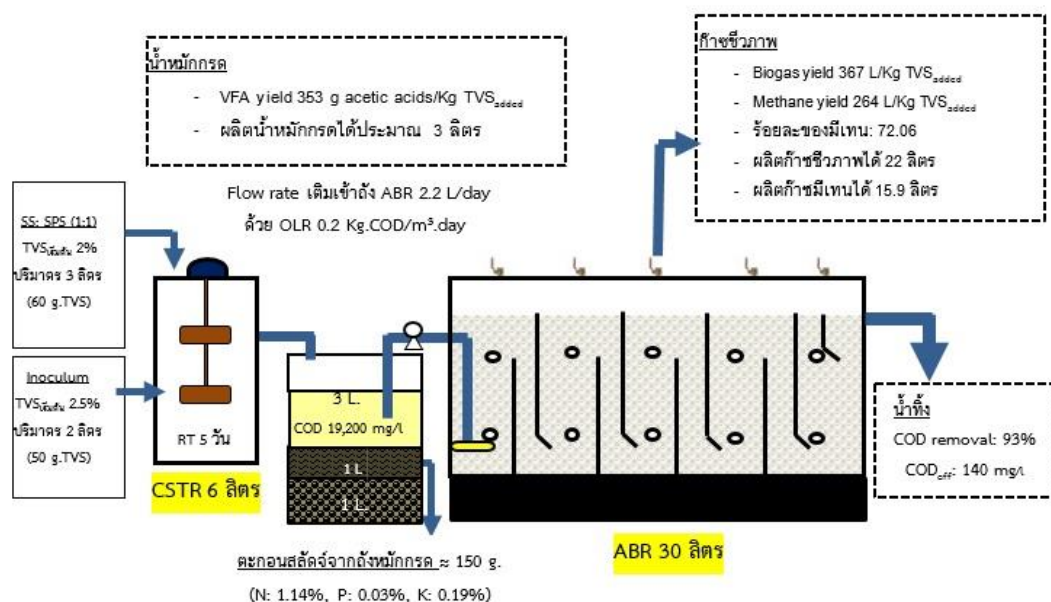 น้ำหมักกรด
- VFA yield 353 g acetic acids/Kg TVSadded
- ผลิตน้ำหมักกรดได้ประมาณ 3 ลิตร
ก๊าซชีวภาพ
- Biogas yield 367 L/Kg TVSadded
- Methane yield 264 L/Kg TVSadded
- ร้อยละของมีเทน: 72.06
- ผลิตก๊าซชีวภาพได้ 22 ลิตร
- ผลิตก๊าซมีเทนได้ 15.9 ลิตร
Flow rate เติมเข้าถัง ABR 2.2 L/day
ด้วย OLR 0.2 Kg.COD/m³.day
SS: SPS (1:1)
TVSเริ่มต้น 2%
ปริมาตร 3 ลิตร
(60 g.TVS)
Inoculum
TVSเริ่มต้น 2.5%
ปริมาตร 2 ลิตร
(50 g.TVS)
RT 5 วัน
CSTR 6 ลิตร
3 L.
COD 19,200 mg/l
1 L
1 L.
ตะกอนสลัดจ์จากถังหมักกรด ≈ 150 g.
(N: 1.14%, P: 0.03%, K: 0.19%)
ABR 30 ลิตร
น้ำทิ้ง
COD removal: 93%
CODeff: 140 mg/l